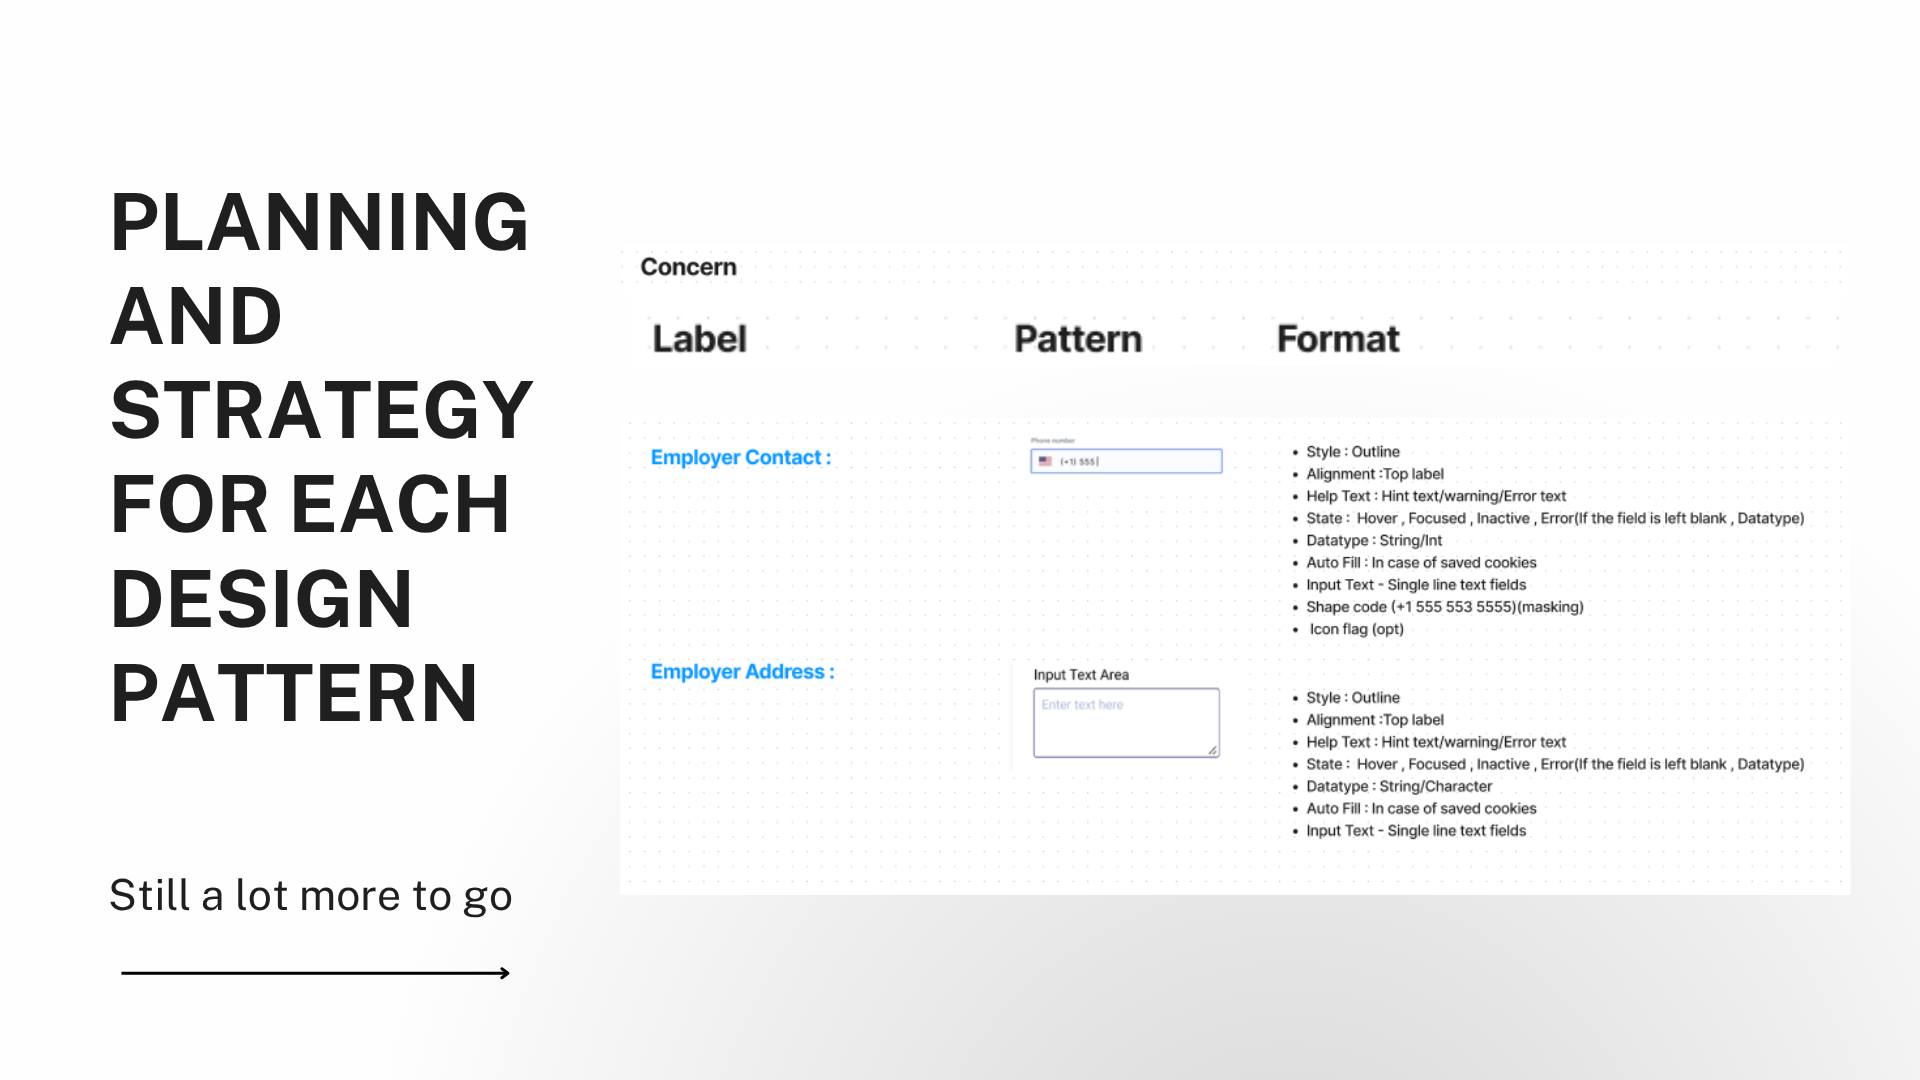 PLANNING
AND
STRATEGY
FOR EACH
DESIGN
PATTERN
Still a lot more to go
Concern
Label Pattern Format
Employer Contact :
Phone number
(+1) 555
• Style : Outline
• Alignment :Top label
• Help Text : Hint text/warning/Error text
• State : Hover , Focused , Inactive , Error(If the field is left blank , Datatype)
• Datatype : String/Int
• Auto Fill : In case of saved cookies
• Input Text - Single line text fields
• Shape code (+1 555 553 5555)(masking)
• Icon flag (opt)
Employer Address :
Input Text Area
Enter text here
• Style : Outline
• Alignment :Top label
• Help Text : Hint text/warning/Error text
• State : Hover , Focused , Inactive , Error(If the field is left blank , Datatype)
• Datatype : String/Character
• Auto Fill : In case of saved cookies
• Input Text - Single line text fields